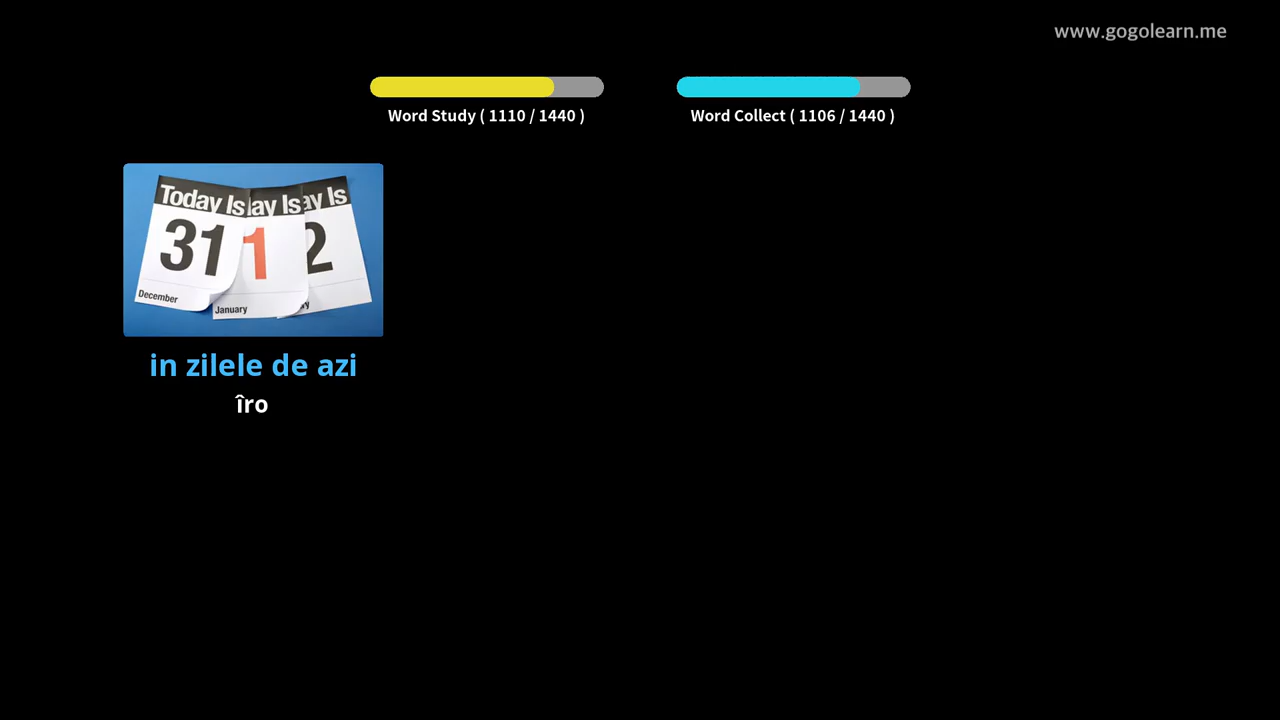 www.gogolearn.me
Word Study ( 1110 / 1440 )
Word Collect ( 1106 / 1440 )
Today Is
ay Is
ay Is
31
1
2
December
January
ry
in zilele de azi
îro